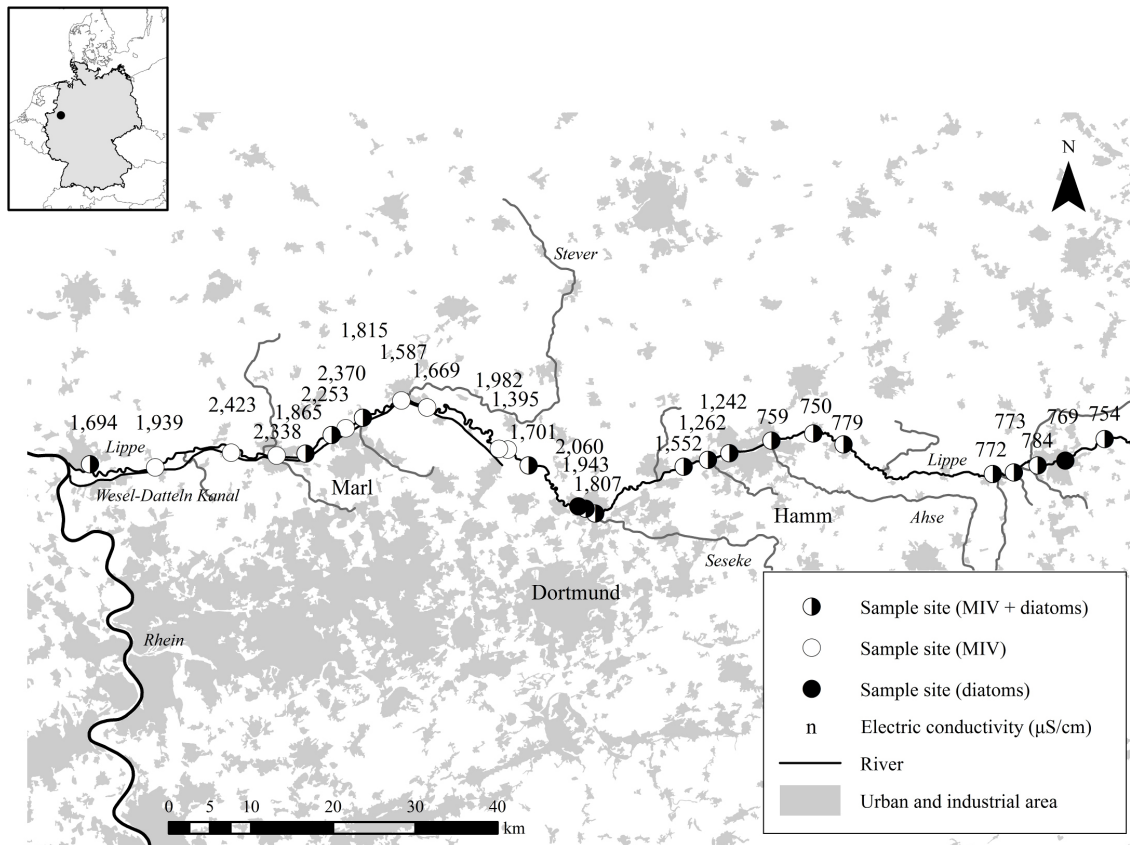 N
Stever
1,815
1,587
1,669
2,370
2,253
1,865
2,338
2,423
1,939
1,694
1,982
1,395
1,701
2,060
1,943
1,807
1,242
1,262
1,552
759
750
779
773
769
754
784
772
Lippe
Wesel-Datteln Kanal
Marl
Lippe
Hamm
Ahse
Seseke
Dortmund
Rhein
Sample site (MIV + diatoms)
Sample site (MIV)
Sample site (diatoms)
n Electric conductivity (µS/cm)
River
Urban and industrial area
0 5 10 20 30 40
km